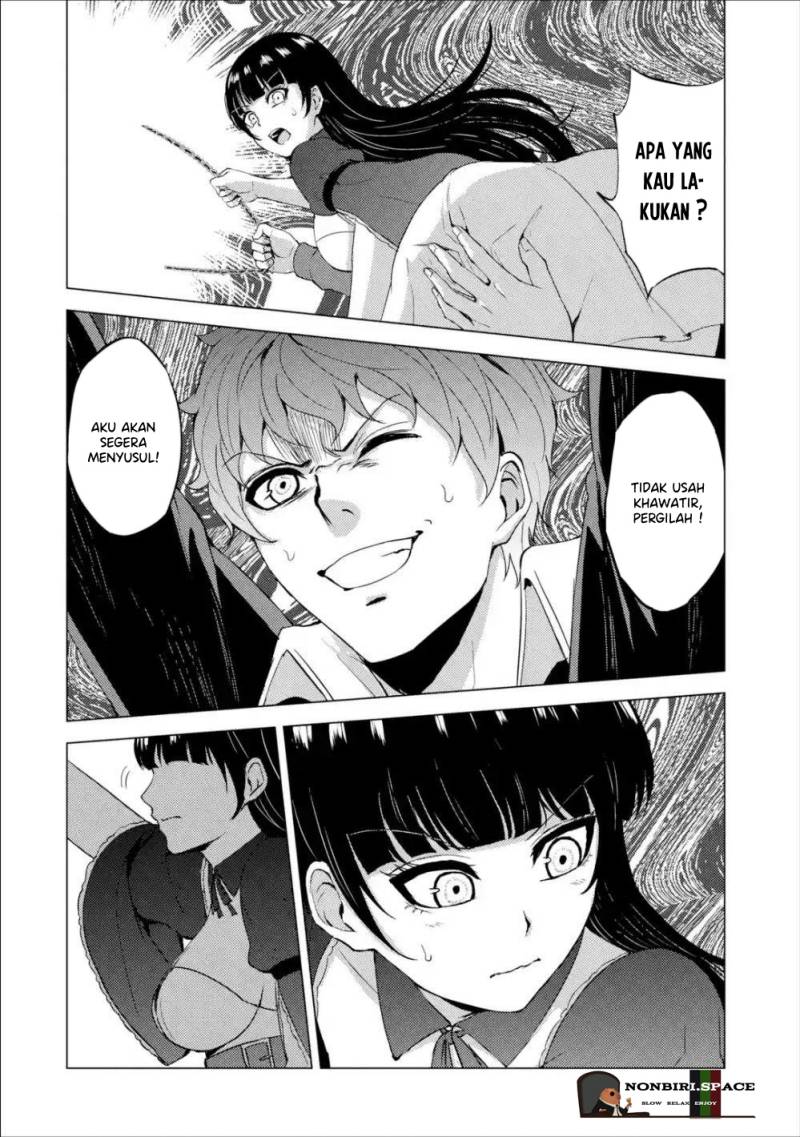 APA YANG
KAU LA-
KUKAN ?
TIDAK USAH
KHAWATIR,
PERGILAH !
AKU AKAN
SEGERA
MENYUSUL!
NONBIRI.SPACE
SLOW RELAX ENJOY